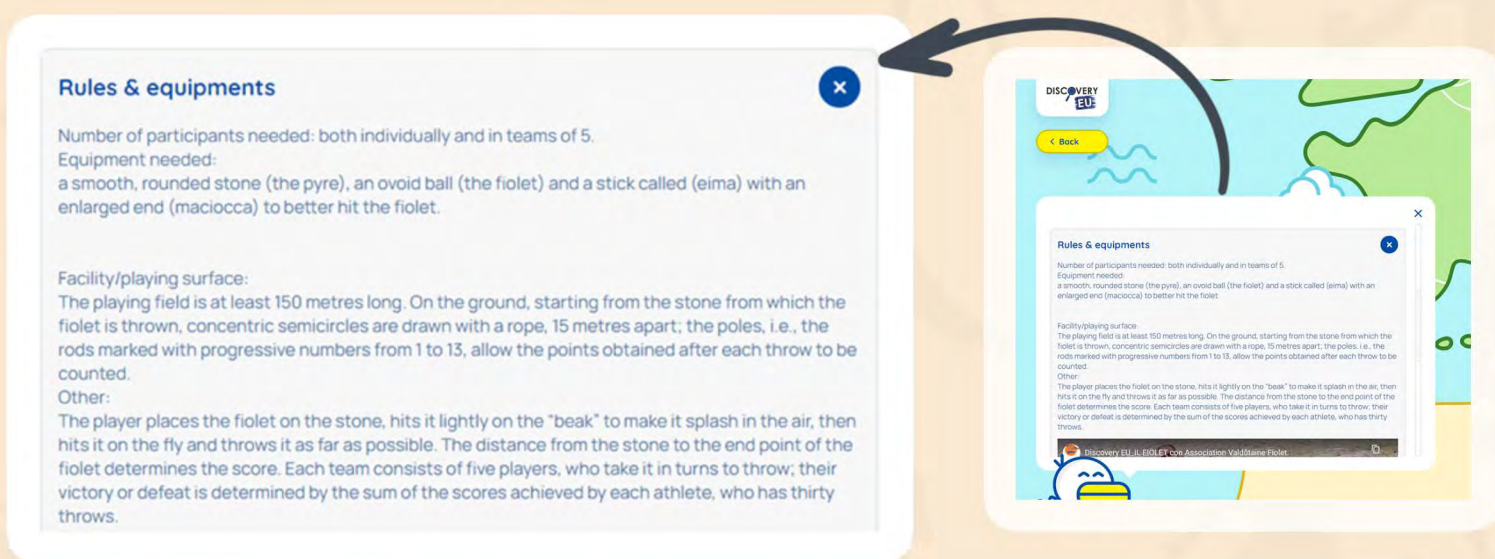 Rules & equipments
Number of participants needed: both individually and in teams of 5.
Equipment needed:
a smooth, rounded stone (the pyre), an ovoid ball (the fiolet) and a stick called (eima) with an
enlarged end (maciocca) to better hit the fiolet.
Facility/playing surface:
The playing field is at least 150 metres long. On the ground, starting from the stone from which the
fiolet is thrown, concentric semicircles are drawn with a rope, 15 metres apart; the poles, i.e., the
rods marked with progressive numbers from 1 to 13, allow the points obtained after each throw to be
counted.
Other:
The player places the fiolet on the stone, hits it lightly on the "beak" to make it splash in the air, then
hits it on the fly and throws it as far as possible. The distance from the stone to the end point of the
fiolet determines the score. Each team consists of five players, who take it in turns to throw; their
victory or defeat is determined by the sum of the scores achieved by each athlete, who has thirty
throws.
DISCOVERY
EU
< Back
Rules & equipments
Number of participants needed: both individually and in teams of 5.
Equipment needed:
a smooth, rounded stone (the pyre), an ovoid ball (the fiolet) and a stick called (eima) with an
enlarged end (maciocca) to better hit the fiolet.
Facility/playing surface:
The playing field is at least 150 metres long. On the ground, starting from the stone from which the
fiolet is thrown, concentric semicircles are drawn with a rope, 15 metres apart; the poles, i.e., the
rods marked with progressive numbers from 1 to 13, allow the points obtained after each throw to be
counted.
Other:
The player places the fiolet on the stone, hits it lightly on the "beak" to make it splash in the air, then
hits it on the fly and throws it as far as possible. The distance from the stone to the end point of the
fiolet determines the score. Each team consists of five players, who take it in turns to throw; their
victory or defeat is determined by the sum of the scores achieved by each athlete, who has thirty
throws.
Discovery EU_IL FIOLET con Association Valdôtaine Fiolet